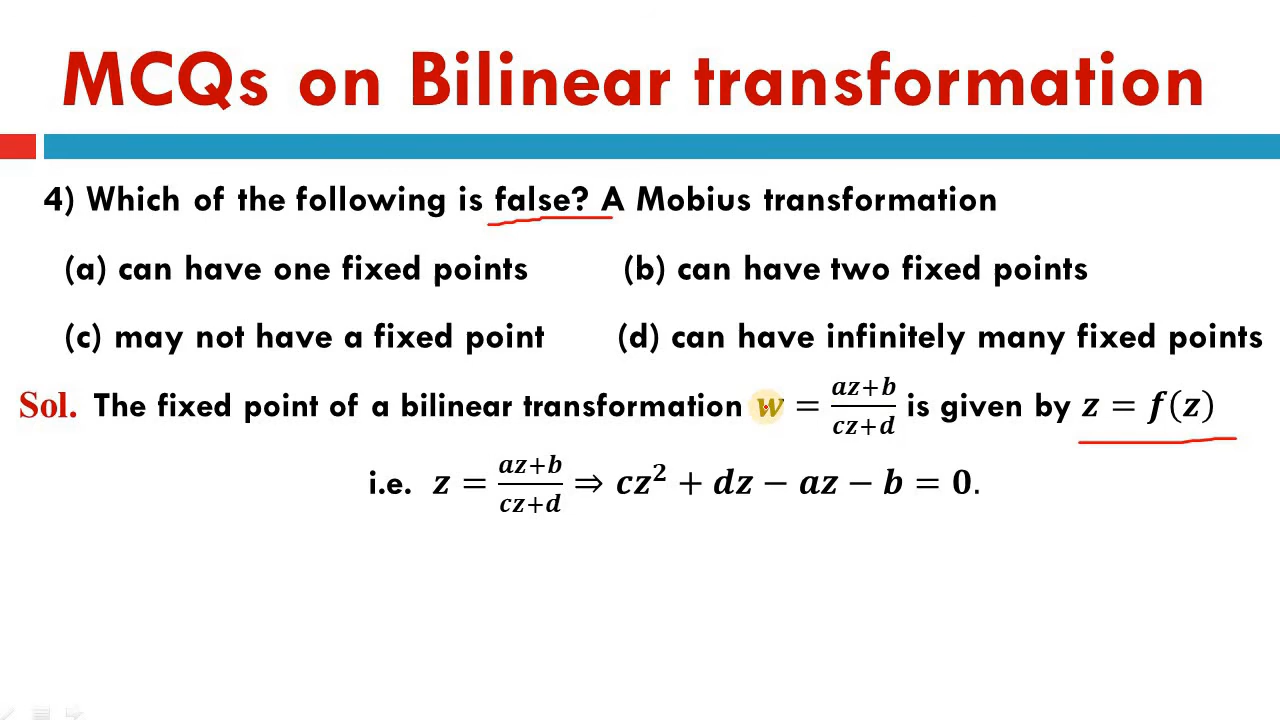 MCQs on Bilinear transformation
4) Which of the following is false? A Mobius transformation
(a) can have one fixed points (b) can have two fixed points
(c) may not have a fixed point (d) can have infinitely many fixed points
Sol. The fixed point of a bilinear transformation w = az+b/cz+d is given by z = f(z)
i.e. z = az+b/cz+d ⇒ cz² + dz − az − b = 0.